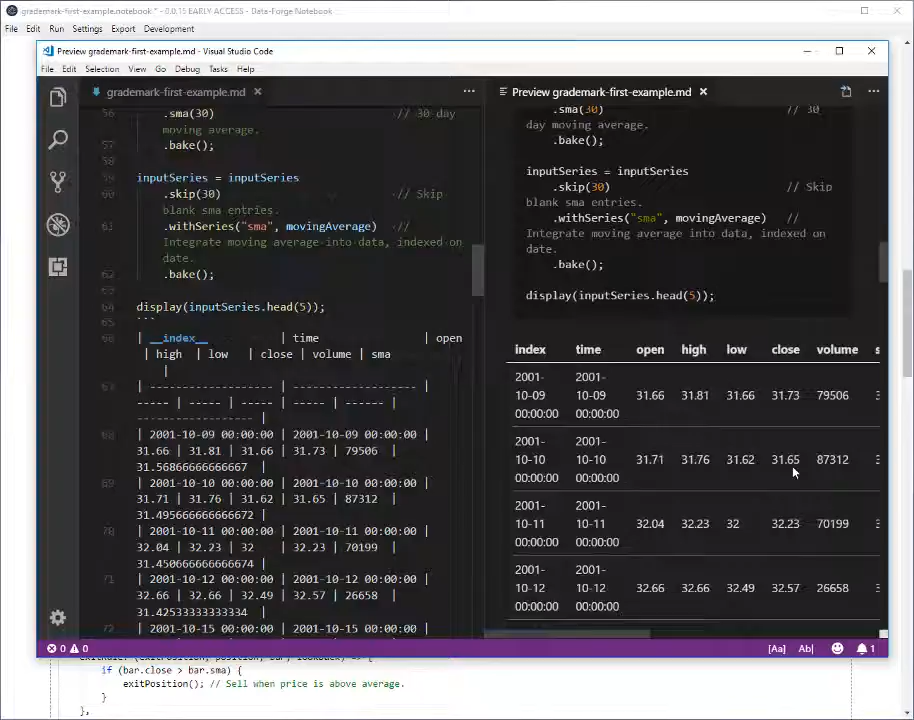 grademark-first-example.notebook * - 0.0.15 EARLY ACCESS - Data-Forge Notebook
File Edit Run Settings Export Development
Preview grademark-first-example.md - Visual Studio Code
File Edit Selection View Go Debug Tasks Help
grademark-first-example.md
56 .sma(30) // 30 day
moving average.
57 .bake();
58
59 inputSeries = inputSeries
60 .skip(30) // Skip
blank sma entries.
61 .withSeries("sma", movingAverage) //
Integrate moving average into data, indexed on
date.
62 .bake();
63
64 display(inputSeries.head(5));
65 ```
66 | __index__ | time | open
| high | low | close | volume | sma
|
67 | ------------------- | -------------------
----- | ----- | ----- | ----- | ------ |
------------------ |
68 | 2001-10-09 00:00:00 | 2001-10-09 00:00:00 |
31.66 | 31.81 | 31.66 | 31.73 | 79506 |
31.56866666666667 |
69 | 2001-10-10 00:00:00 | 2001-10-10 00:00:00 |
31.71 | 31.76 | 31.62 | 31.65 | 87312 |
31.495666666666672 |
70 | 2001-10-11 00:00:00 | 2001-10-11 00:00:00 |
32.04 | 32.23 | 32 | 32.23 | 70199 |
31.450666666666674 |
71 | 2001-10-12 00:00:00 | 2001-10-12 00:00:00 |
32.66 | 32.66 | 32.49 | 32.57 | 26658 |
31.42533333333334 |
72 | 2001-10-15 00:00:00 | 2001-10-15 00:00:00 |
Preview grademark-first-example.md
.sma(30) // 30
day moving average.
.bake();
inputSeries = inputSeries
.skip(30) // Skip
blank sma entries.
.withSeries("sma", movingAverage) //
Integrate moving average into data, indexed on
date.
.bake();
display(inputSeries.head(5));
index time open high low close volume s
2001-10-09 00:00:00 2001-10-09 00:00:00 31.66 31.81 31.66 31.73 79506
2001-10-10 00:00:00 2001-10-10 00:00:00 31.71 31.76 31.62 31.65 87312
2001-10-11 00:00:00 2001-10-11 00:00:00 32.04 32.23 32 32.23 70199
2001-10-12 00:00:00 2001-10-12 00:00:00 32.66 32.66 32.49 32.57 26658
0 0 [Aa] Ab| 1
if (bar.close > bar.sma) {
exitPosition(); // Sell when price is above average.
}
},